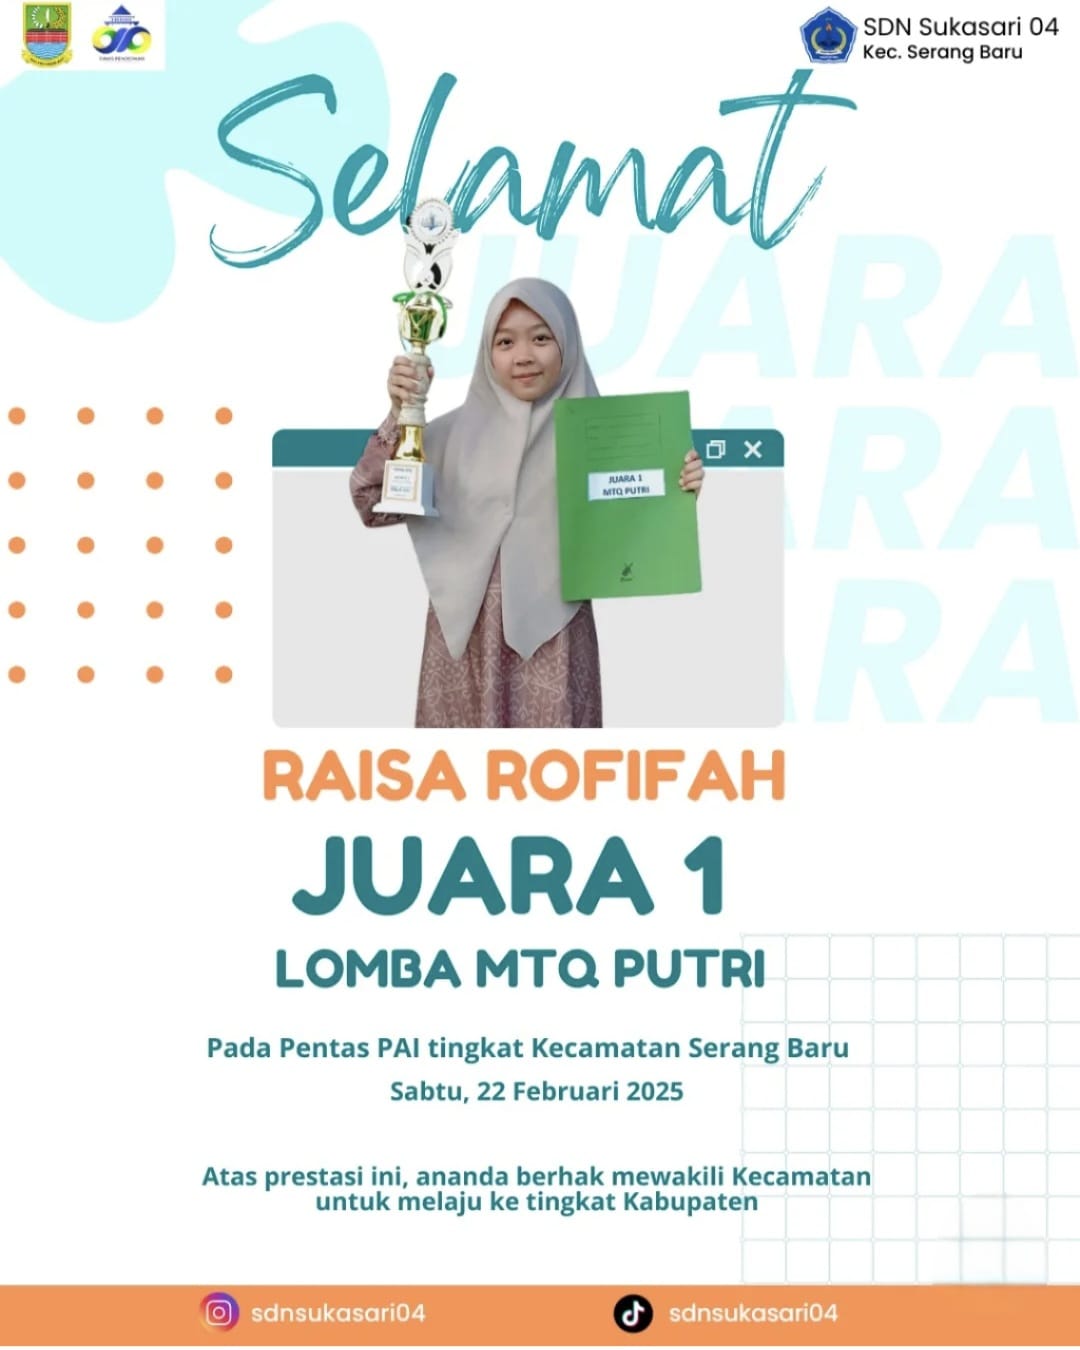 SDN Sukasari 04
Kec. Serang Baru
Selamat
JUARA
JUARA 1
MTQ PUTRI
RAISA ROFIFAH
JUARA 1
LOMBA MTQ PUTRI
Pada Pentas PAI tingkat Kecamatan Serang Baru
Sabtu, 22 Februari 2025
Atas prestasi ini, ananda berhak mewakili Kecamatan
untuk melaju ke tingkat Kabupaten
sdnsukasari04
sdnsukasari04